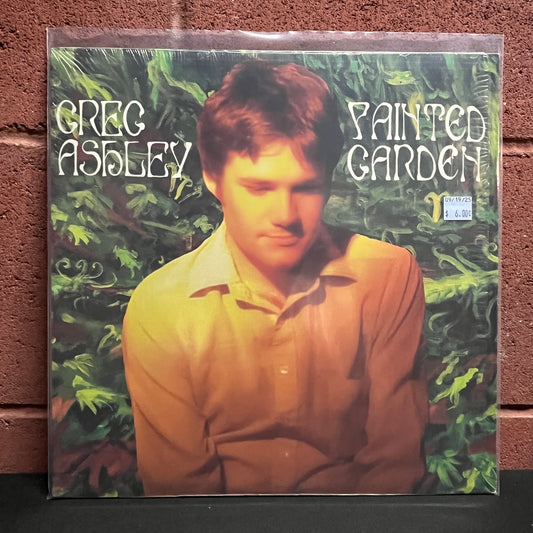 GREG
ASHLEY
PAINTED
GARDEN
09/19/25
$ 6.00